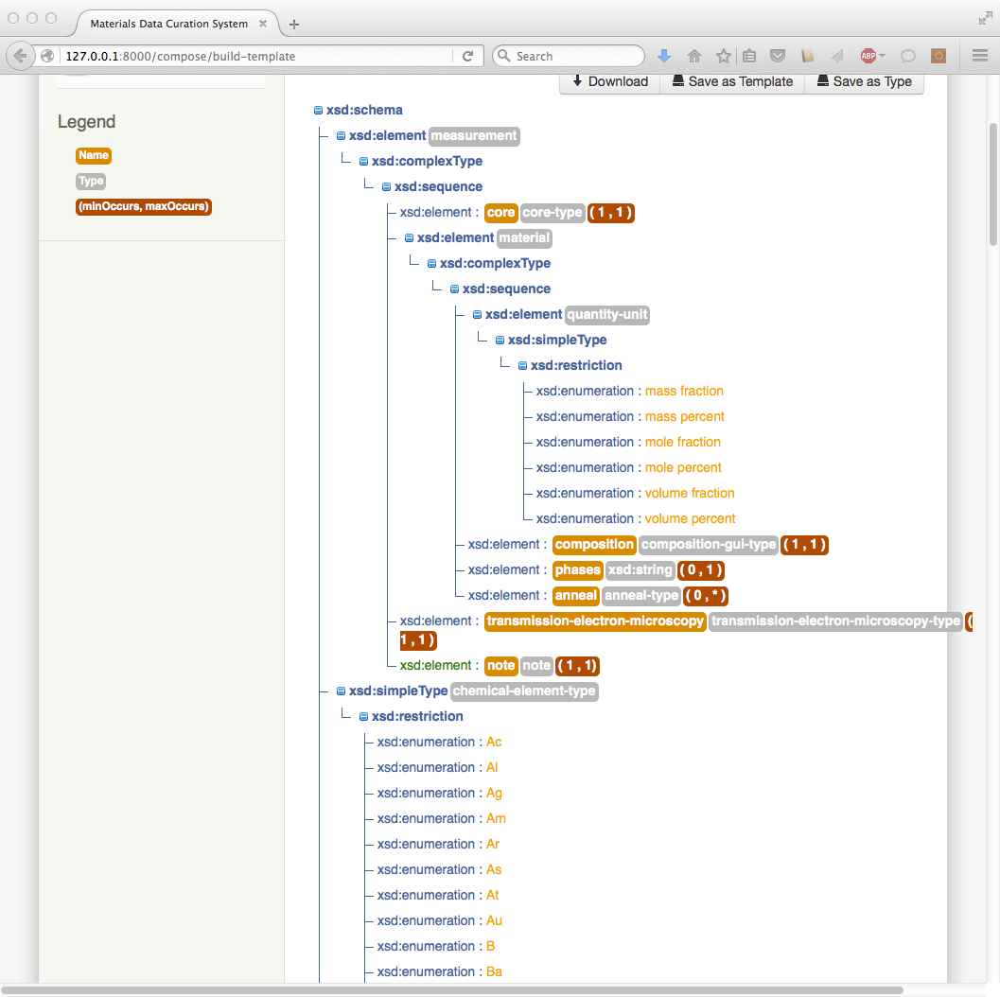 Materials Data Curation System
127.0.0.1:8000/compose/build-template
Search
ABP
Download
Save as Template
Save as Type
Legend
Name
Type
(minOccurs, maxOccurs)
xsd:schema
xsd:element measurement
xsd:complexType
xsd:sequence
xsd:element : core core-type ( 1 , 1 )
xsd:element material
xsd:complexType
xsd:sequence
xsd:element quantity-unit
xsd:simpleType
xsd:restriction
xsd:enumeration : mass fraction
xsd:enumeration : mass percent
xsd:enumeration : mole fraction
xsd:enumeration : mole percent
xsd:enumeration : volume fraction
xsd:enumeration : volume percent
xsd:element : composition composition-gui-type ( 1 , 1 )
xsd:element : phases xsd:string ( 0 , 1 )
xsd:element : anneal anneal-type ( 0 , * )
xsd:element : transmission-electron-microscopy transmission-electron-microscopy-type (
1 , 1 )
xsd:element : note note ( 1 , 1)
xsd:simpleType chemical-element-type
xsd:restriction
xsd:enumeration : Ac
xsd:enumeration : Al
xsd:enumeration : Ag
xsd:enumeration : Am
xsd:enumeration : Ar
xsd:enumeration : As
xsd:enumeration : At
xsd:enumeration : Au
xsd:enumeration : B
xsd:enumeration : Ba